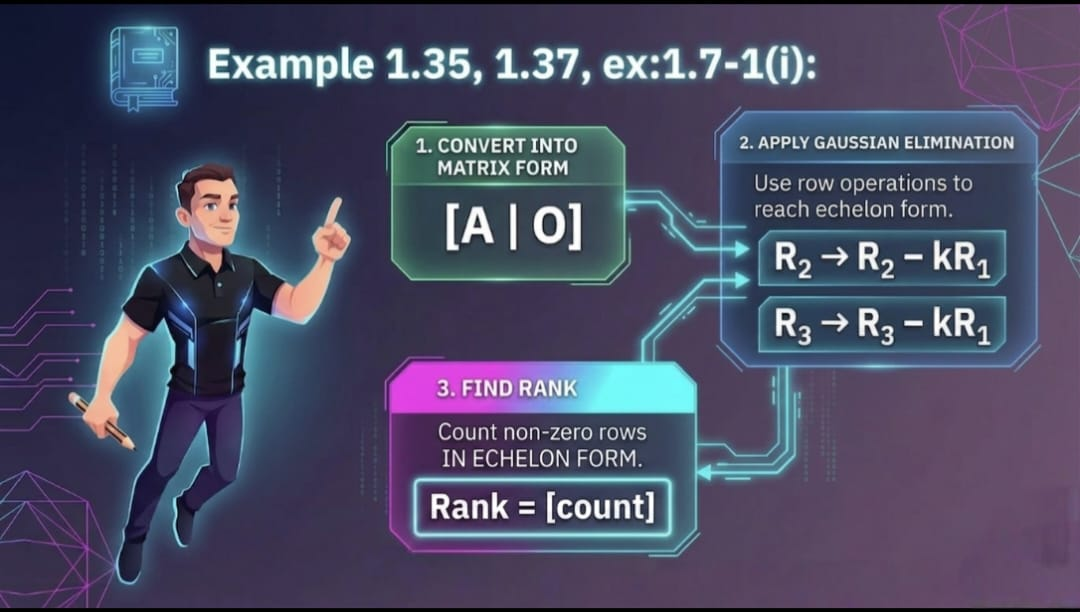 Example 1.35, 1.37, ex:1.7-1(i):
1. CONVERT INTO
MATRIX FORM
[A | O]
2. APPLY GAUSSIAN ELIMINATION
Use row operations to
reach echelon form.
R₂ → R₂ − kR₁
R₃ → R₃ − kR₁
3. FIND RANK
Count non-zero rows
IN ECHELON FORM.
Rank = [count]